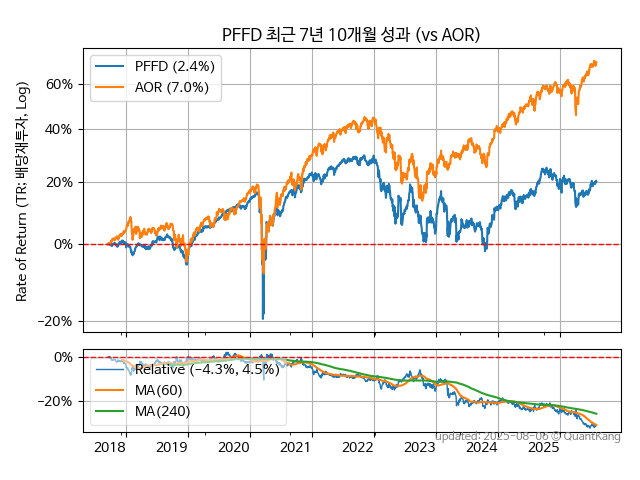 PFFD 최근 7년 10개월 성과 (vs AOR)
Rate of Return (TR: 배당재투자, Log)
PFFD (2.4%)
AOR (7.0%)
60%
40%
20%
0%
−20%
0%
−20%
Relative (−4.3%, 4.5%)
MA(60)
MA(240)
updated: 2025-08-06 © QuantKang
2018 2019 2020 2021 2022 2023 2024 2025